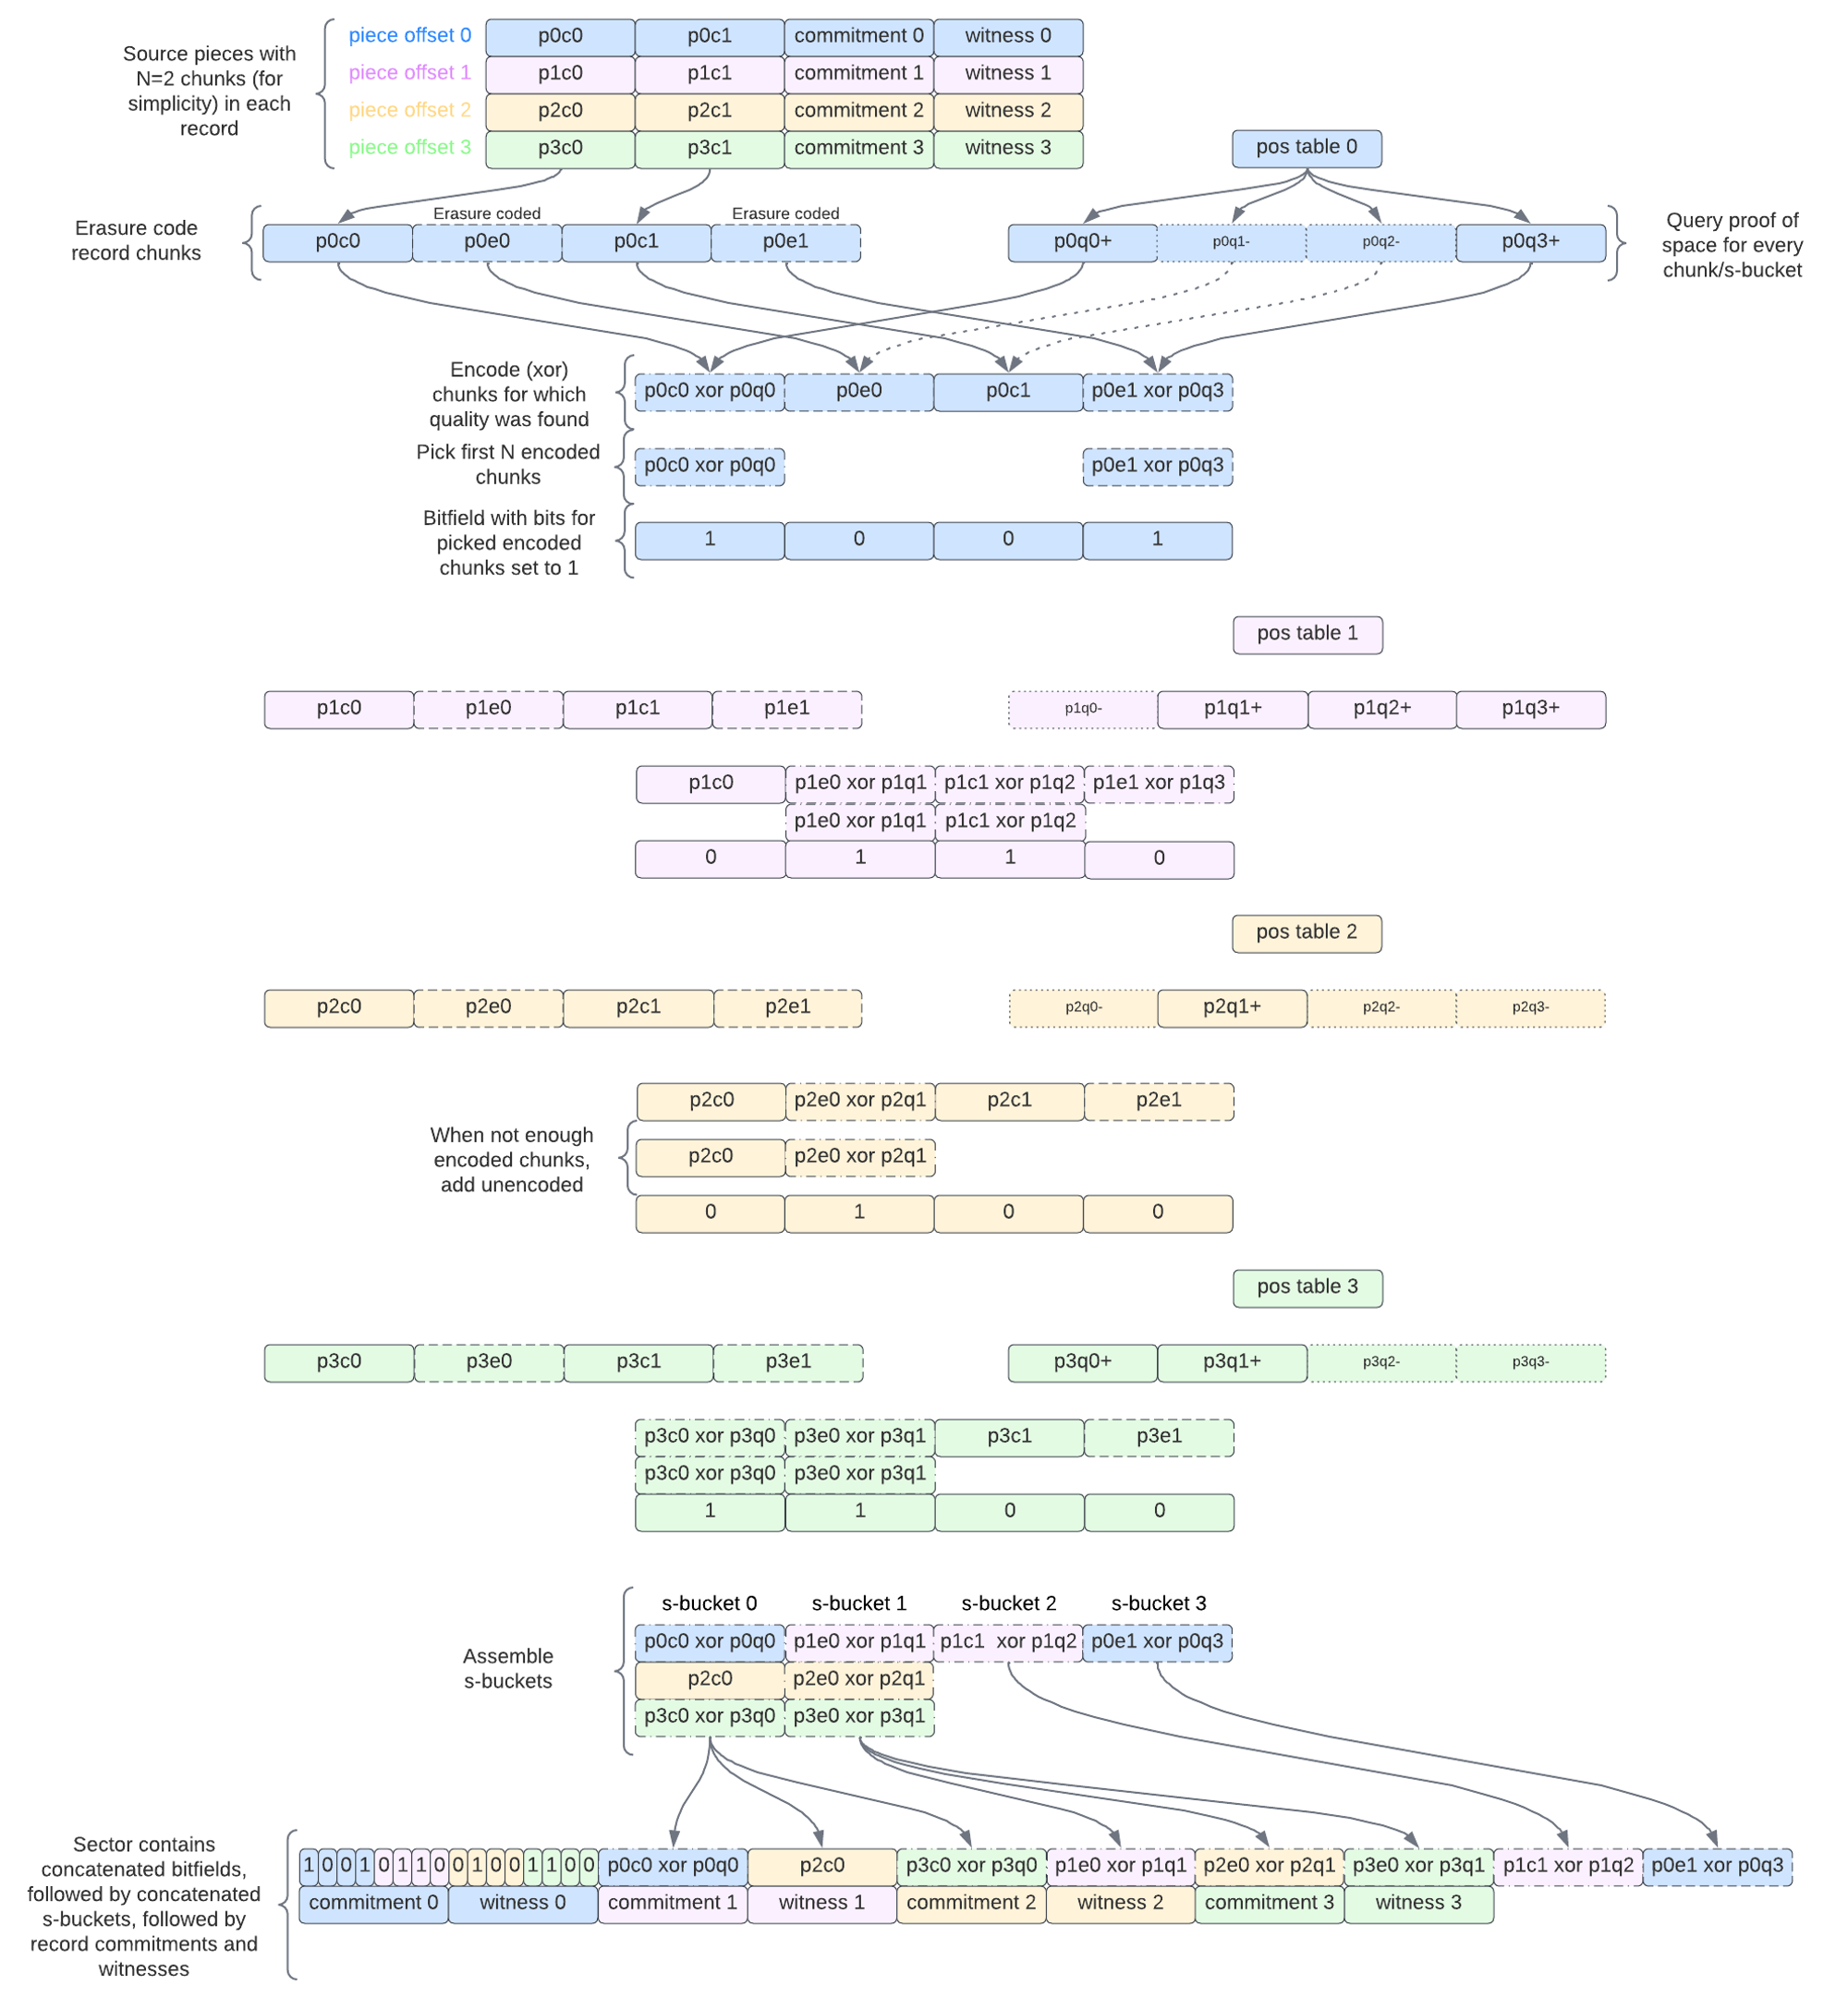 Source pieces with
N=2 chunks (for
simplicity) in each
record
piece offset 0 p0c0 p0c1 commitment 0 witness 0
piece offset 1 p1c0 p1c1 commitment 1 witness 1
piece offset 2 p2c0 p2c1 commitment 2 witness 2
piece offset 3 p3c0 p3c1 commitment 3 witness 3
pos table 0
Erasure code
record chunks
Erasure coded Erasure coded
p0c0 p0e0 p0c1 p0e1 p0q0+ p0q1- p0q2- p0q3+
Query proof of
space for every
chunk/s-bucket
Encode (xor)
chunks for which
quality was found
p0c0 xor p0q0 p0e0 p0c1 p0e1 xor p0q3
Pick first N encoded
chunks
p0c0 xor p0q0 p0e1 xor p0q3
Bitfield with bits for
picked encoded
chunks set to 1
1 0 0 1
pos table 1
p1c0 p1e0 p1c1 p1e1 p1q0- p1q1+ p1q2+ p1q3+
p1c0 p1e0 xor p1q1 p1c1 xor p1q2 p1e1 xor p1q3
p1e0 xor p1q1 p1c1 xor p1q2
0 1 1 0
pos table 2
p2c0 p2e0 p2c1 p2e1 p2q0- p2q1+ p2q2- p2q3-
p2c0 p2e0 xor p2q1 p2c1 p2e1
When not enough
encoded chunks,
add unencoded
p2c0 p2e0 xor p2q1
0 1 0 0
pos table 3
p3c0 p3e0 p3c1 p3e1 p3q0+ p3q1+ p3q2- p3q3-
p3c0 xor p3q0 p3e0 xor p3q1 p3c1 p3e1
p3c0 xor p3q0 p3e0 xor p3q1
1 1 0 0
s-bucket 0 s-bucket 1 s-bucket 2 s-bucket 3
Assemble
s-buckets
p0c0 xor p0q0 p1e0 xor p1q1 p1c1 xor p1q2 p0e1 xor p0q3
p2c0 p2e0 xor p2q1
p3c0 xor p3q0 p3e0 xor p3q1
Sector contains
concatenated bitfields,
followed by concatenated
s-buckets, followed by
record commitments and
witnesses
1 0 0 1 0 1 1 0 0 1 0 0 1 1 0 0 p0c0 xor p0q0 p2c0 p3c0 xor p3q0 p1e0 xor p1q1 p2e0 xor p2q1 p3e0 xor p3q1 p1c1 xor p1q2 p0e1 xor p0q3
commitment 0 witness 0 commitment 1 witness 1 commitment 2 witness 2 commitment 3 witness 3